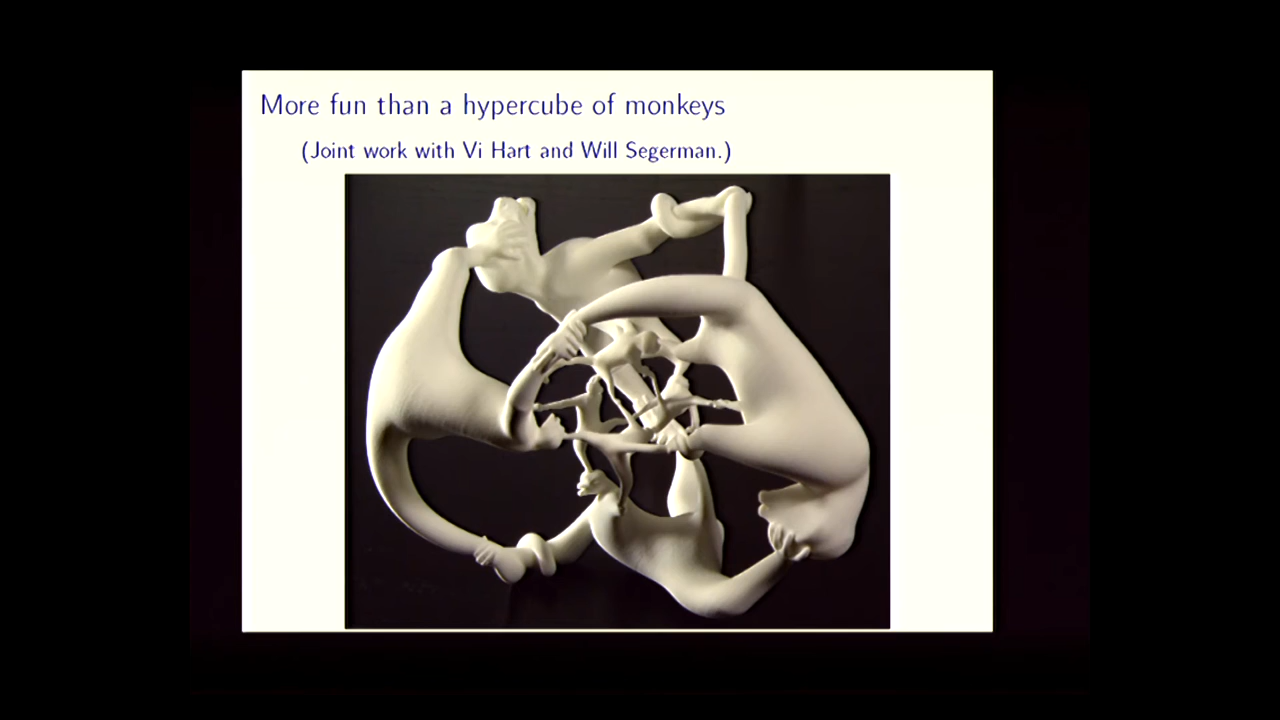 More fun than a hypercube of monkeys
(Joint work with Vi Hart and Will Segerman.)